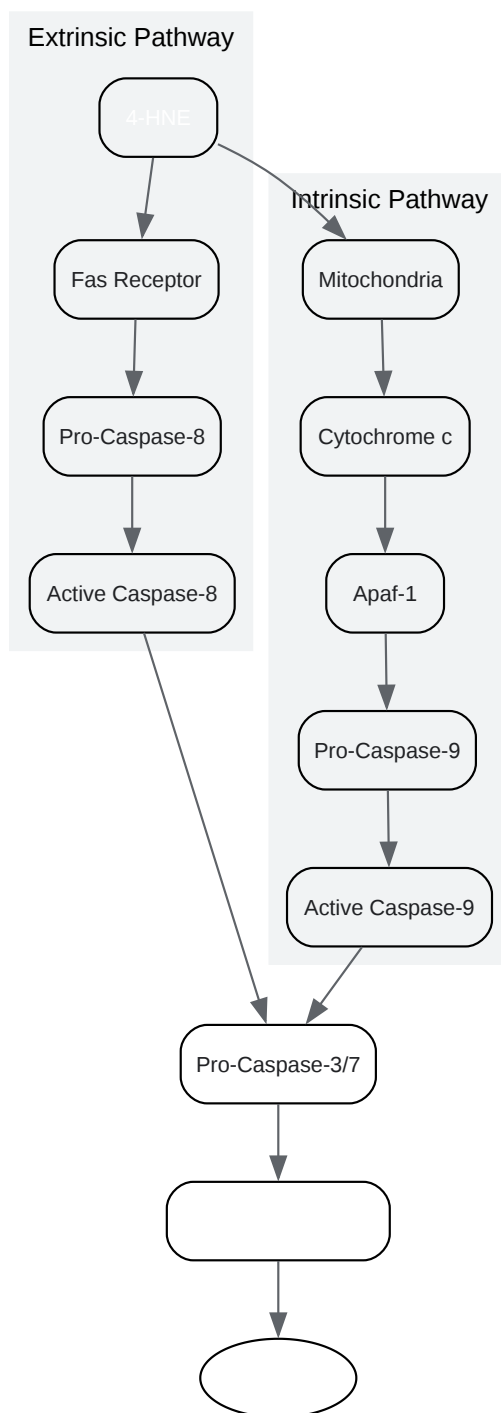 Extrinsic Pathway
4-HNE
Intrinsic Pathway
Fas Receptor
Mitochondria
Pro-Caspase-8
Cytochrome c
Active Caspase-8
Apaf-1
Pro-Caspase-9
Active Caspase-9
Pro-Caspase-3/7